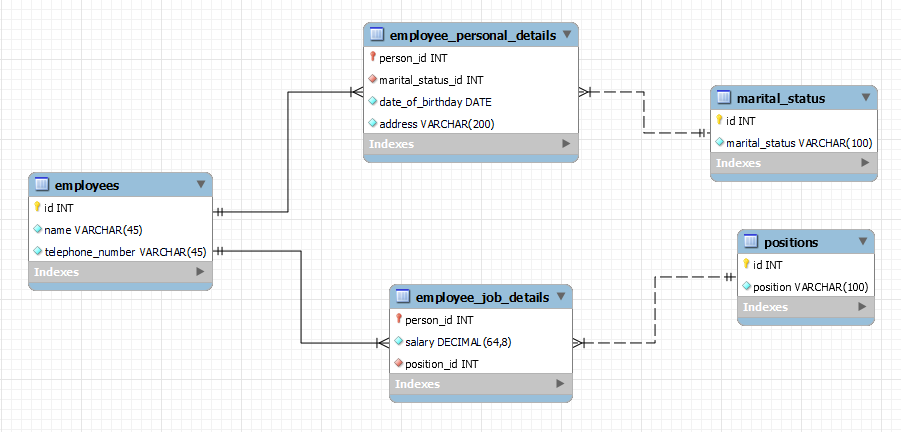 employee_personal_details
person_id INT
marital_status_id INT
date_of_birthday DATE
address VARCHAR(200)
Indexes
marital_status
id INT
marital_status VARCHAR(100)
Indexes
employees
id INT
name VARCHAR(45)
telephone_number VARCHAR(45)
Indexes
positions
id INT
position VARCHAR(100)
Indexes
employee_job_details
person_id INT
salary DECIMAL(64,8)
position_id INT
Indexes